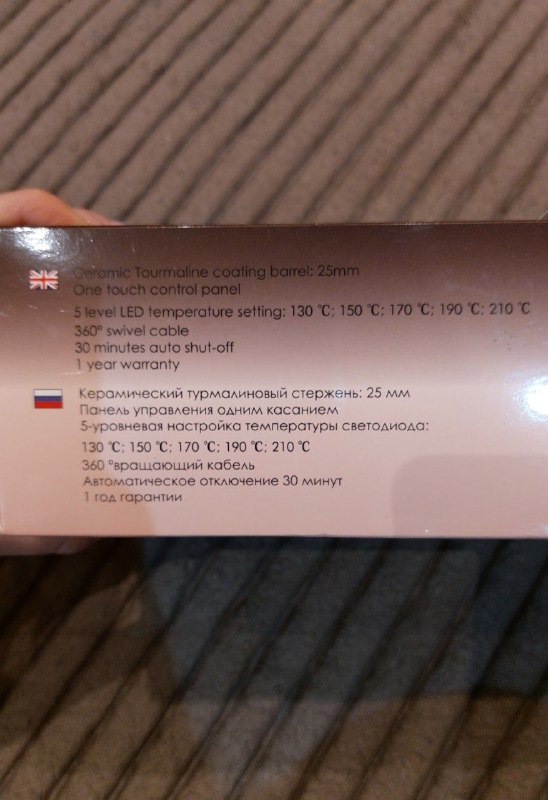 Ceramic Tourmaline coating barrel: 25mm
One touch control panel
5 level LED temperature setting: 130 ℃; 150 ℃; 170 ℃; 190 ℃; 210 ℃
360° swivel cable
30 minutes auto shut-off
1 year warranty
Керамический турмалиновый стержень: 25 мм
Панель управления одним касанием
5-уровневая настройка температуры светодиода:
130 ℃; 150 ℃; 170 ℃; 190 ℃; 210 ℃
360 °вращающий кабель
Автоматическое отключение 30 минут
1 год гарантии